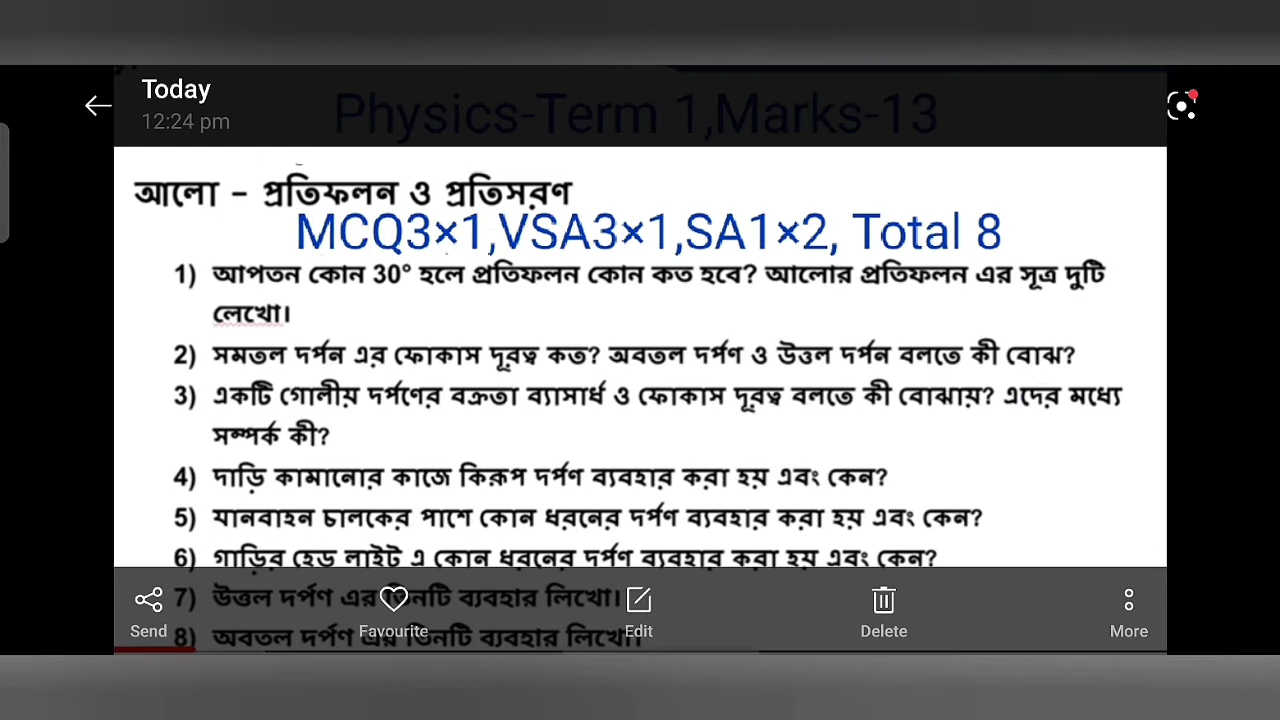 Today
12:24 pm
Physics-Term 1,Marks-13
আলো – প্রতিফলন ও প্রতিসরণ
MCQ3×1,VSA3×1,SA1×2, Total 8
1) আপতন কোন 30° হলে প্রতিফলন কোন কত হবে? আলোর প্রতিফলন এর সূত্র দুটি
লেখো।
2) সমতল দর্পন এর ফোকাস দূরত্ব কত? অবতল দর্পণ ও উত্তল দর্পন বলতে কী বোঝ?
3) একটি গোলীয় দর্পণের বক্রতা ব্যাসার্ধ ও ফোকাস দূরত্ব বলতে কী বোঝায়? এদের মধ্যে
সম্পর্ক কী?
4) দাড়ি কামানোর কাজে কিরূপ দর্পণ ব্যবহার করা হয় এবং কেন?
5) যানবাহন চালকের পাশে কোন ধরনের দর্পণ ব্যবহার করা হয় এবং কেন?
6) গাড়ির হেড লাইট এ কোন ধরনের দর্পণ ব্যবহার করা হয় এবং কেন?
7) উত্তল দর্পণ এর তিনটি ব্যবহার লিখো।
8) অবতল দর্পণ এর তিনটি ব্যবহার লিখো।
Send Favourite Edit Delete More